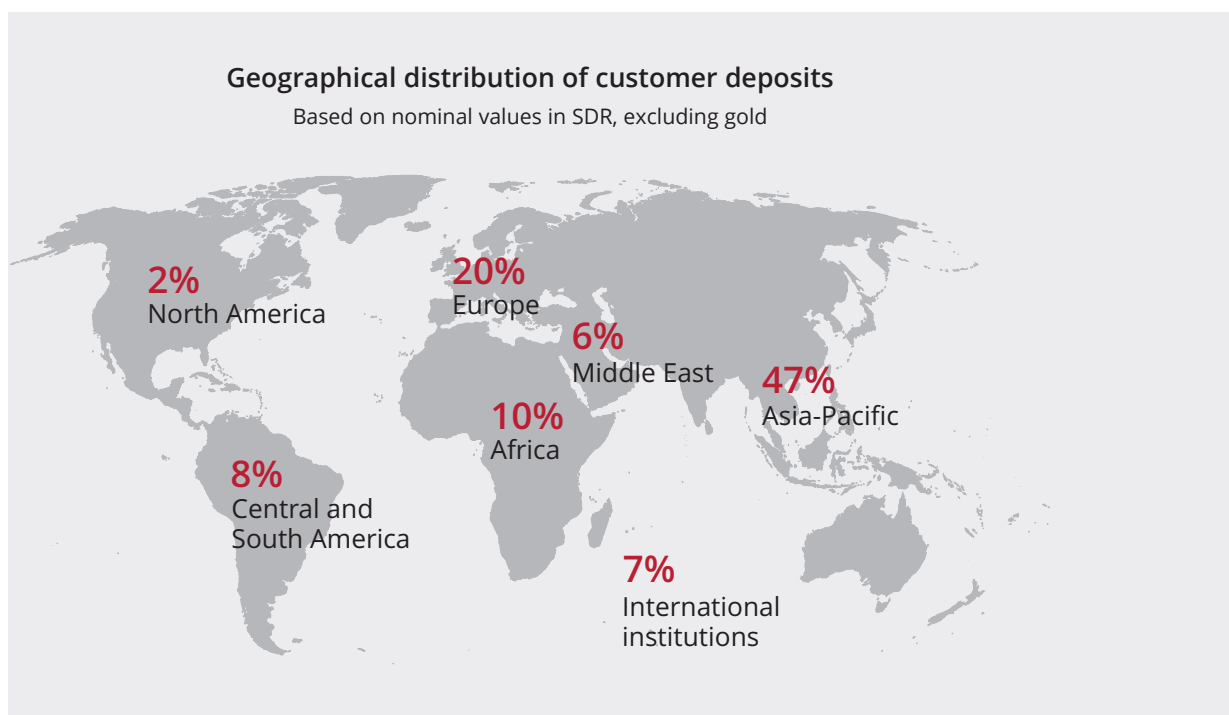 Geographical distribution of customer deposits
Based on nominal values in SDR, excluding gold
2%
North America
20%
Europe
6%
Middle East
47%
Asia-Pacific
10%
Africa
8%
Central and
South America
7%
International
institutions